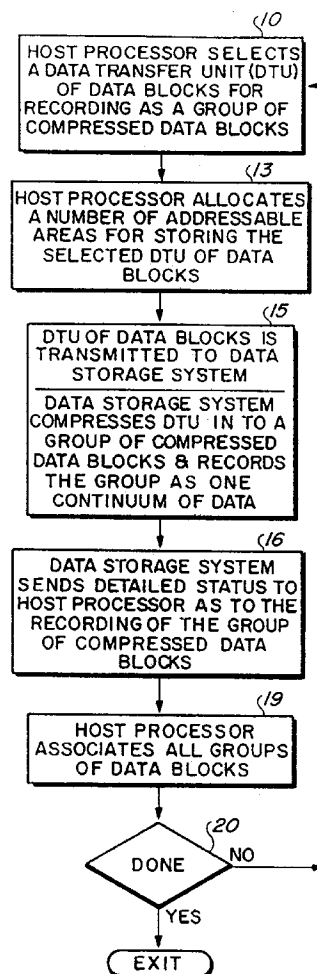 10
HOST PROCESSOR SELECTS
A DATA TRANSFER UNIT (DTU)
OF DATA BLOCKS FOR
RECORDING AS A GROUP OF
COMPRESSED DATA BLOCKS
13
HOST PROCESSOR ALLOCATES
A NUMBER OF ADDRESSABLE
AREAS FOR STORING THE
SELECTED DTU OF DATA
BLOCKS
15
DTU OF DATA BLOCKS IS
TRANSMITTED TO DATA
STORAGE SYSTEM
DATA STORAGE SYSTEM
COMPRESSES DTU IN TO A
GROUP OF COMPRESSED
DATA BLOCKS & RECORDS
THE GROUP AS ONE
CONTINUUM OF DATA
16
DATA STORAGE SYSTEM
SENDS DETAILED STATUS TO
HOST PROCESSOR AS TO THE
RECORDING OF THE GROUP
OF COMPRESSED DATA
BLOCKS
19
HOST PROCESSOR
ASSOCIATES ALL GROUPS
OF DATA BLOCKS
20
DONE
NO
YES
EXIT